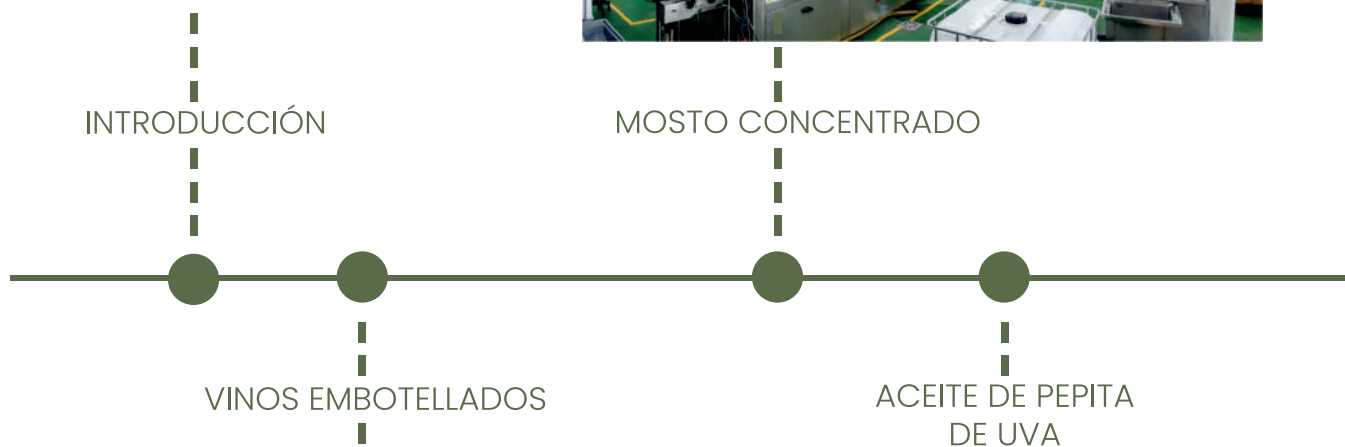 INTRODUCCIÓN
MOSTO CONCENTRADO
VINOS EMBOTELLADOS
ACEITE DE PEPITA
DE UVA